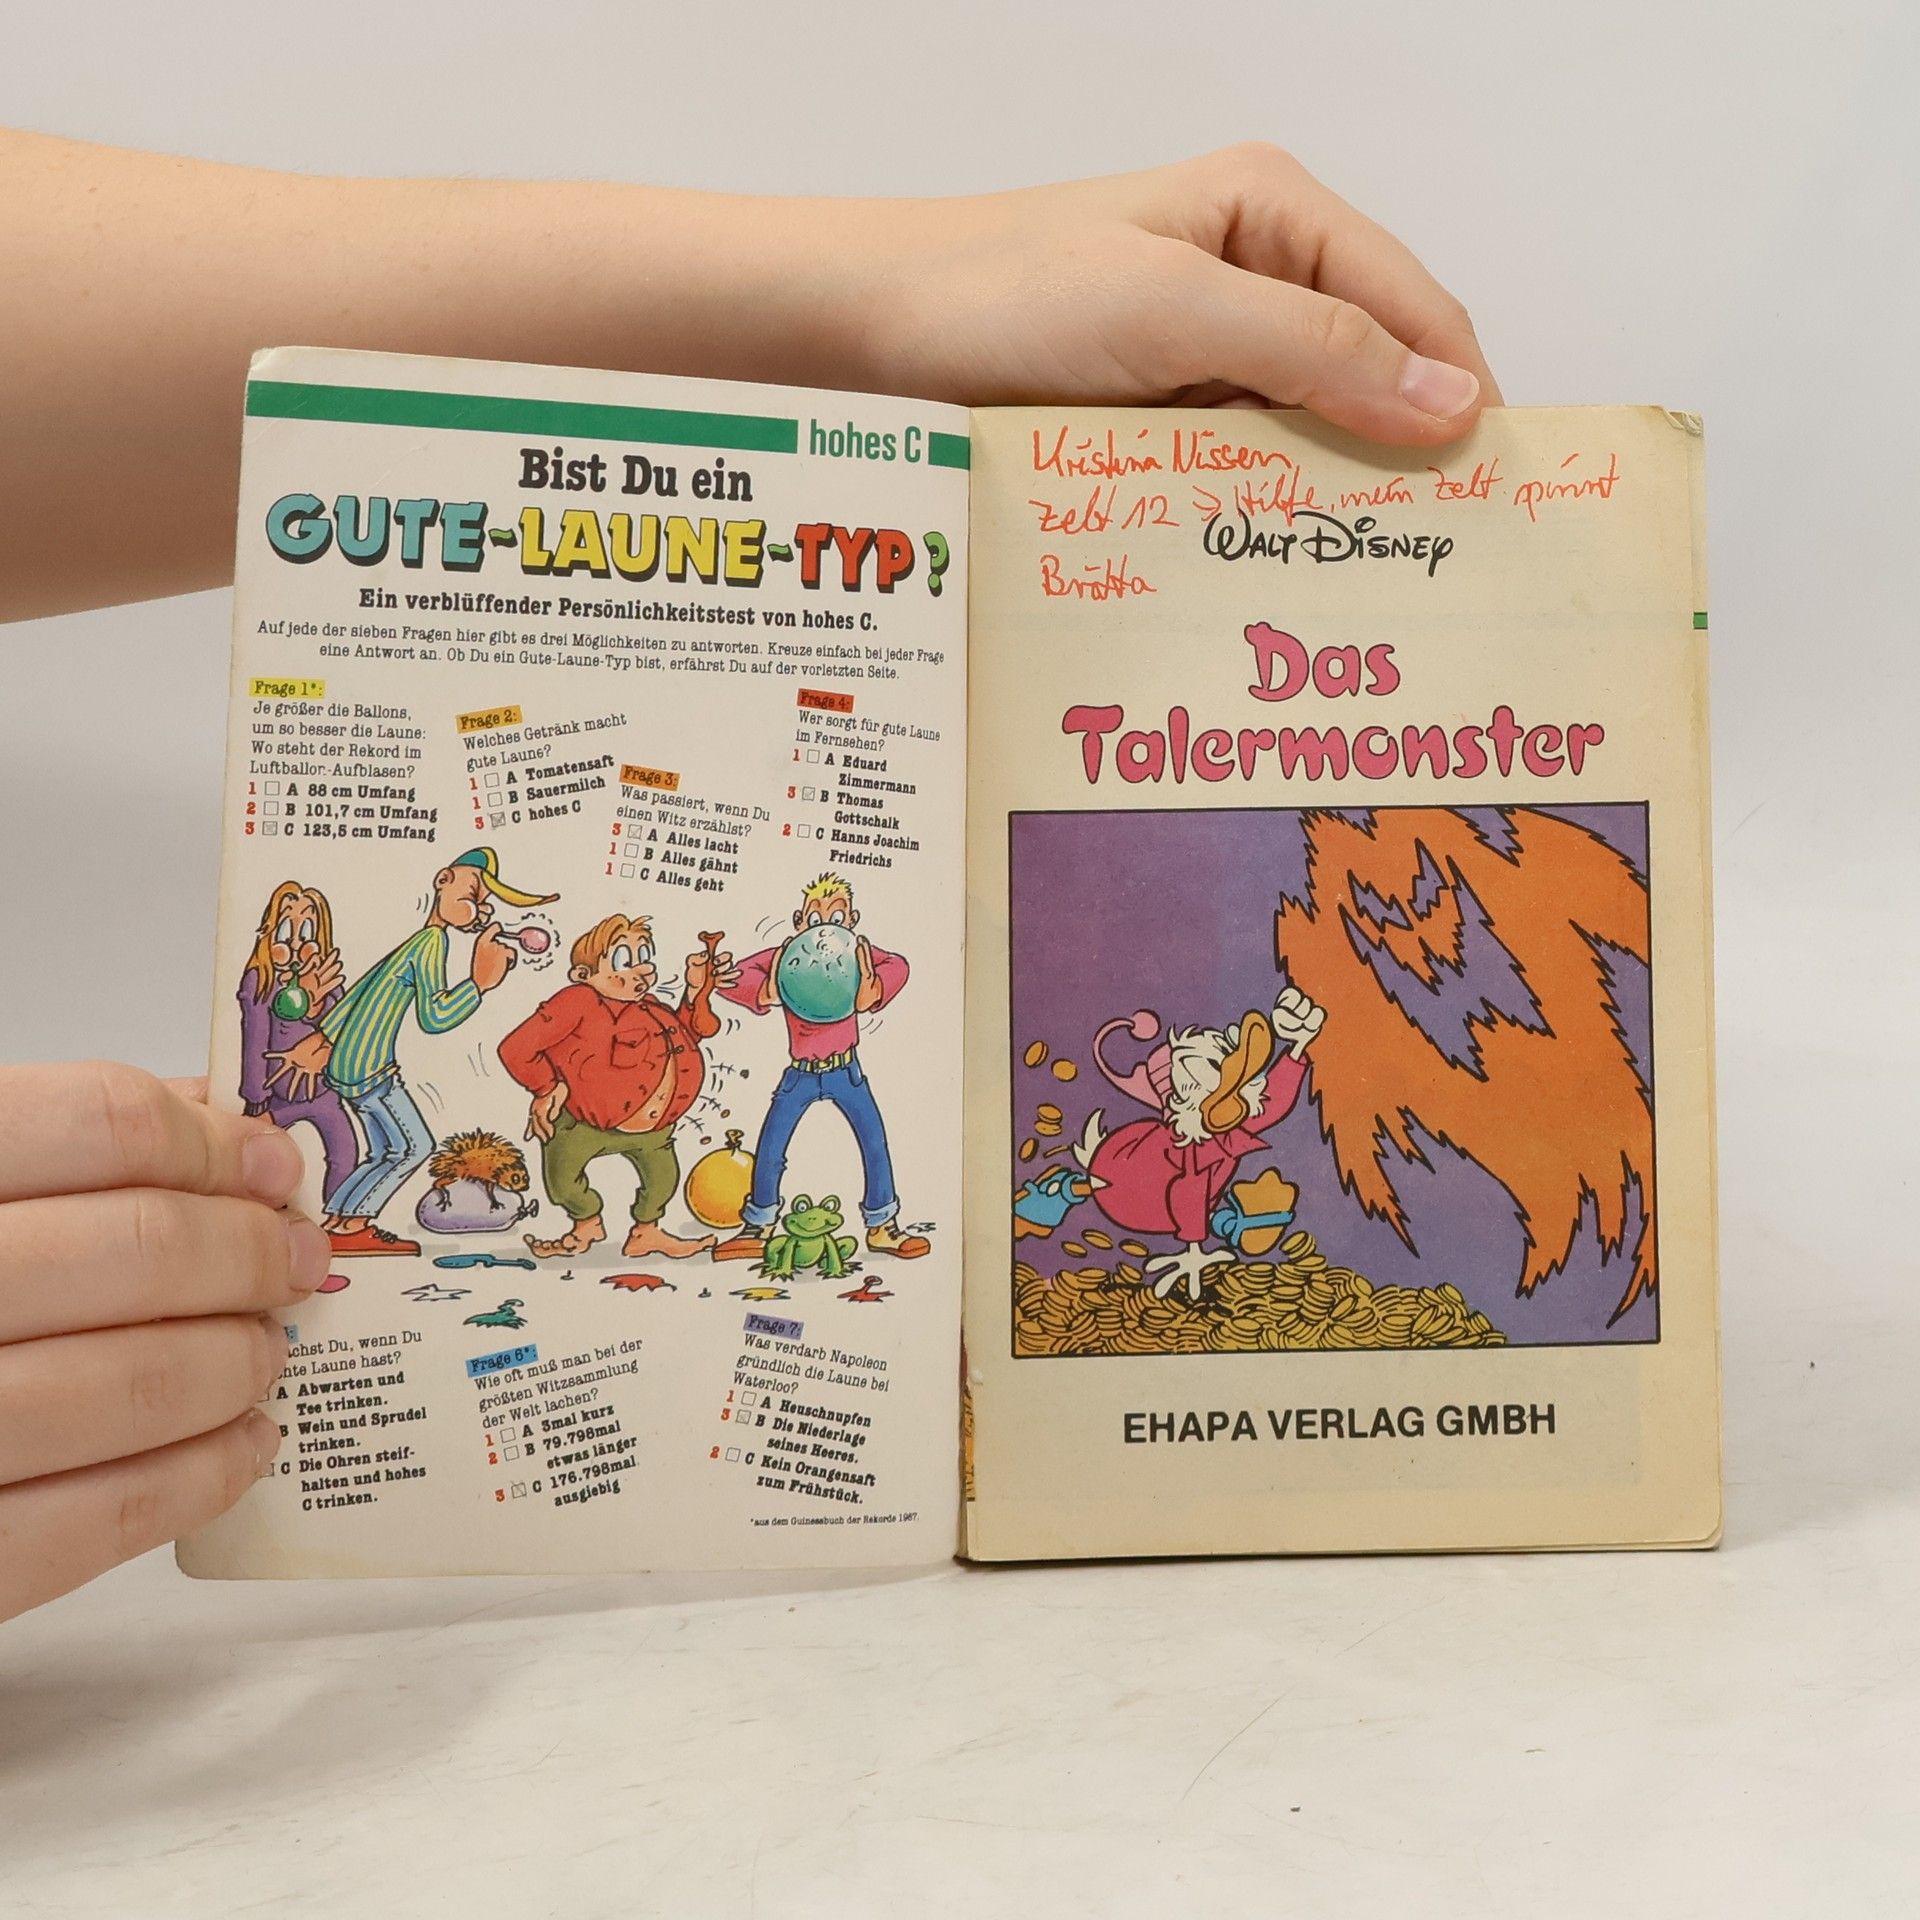 hohes C
Bist Du ein
GUTE-LAUNE-TYP?
Ein verblüffender Persönlichkeitstest von hohes C.
Auf jede der sieben Fragen hier gibt es drei Möglichkeiten zu antworten. Kreuze einfach bei jeder Frage
eine Antwort an. Ob Du ein Gute-Laune-Typ bist, erfährst Du auf der vorletzten Seite.
Frage 1*:
Je größer die Ballons,
um so besser die Laune:
Wo steht der Rekord im
Luftballon-Aufblasen?
1 A 88 cm Umfang
2 B 101,7 cm Umfang
3 C 123,5 cm Umfang
Frage 2:
Welches Getränk macht
gute Laune?
1 A Tomatensaft
1 B Sauermilch
3 C hohes C
Frage 3:
Was passiert, wenn Du
einen Witz erzählst?
3 A Alles lacht
1 B Alles gähnt
1 C Alles geht
Frage 4:
Wer sorgt für gute Laune
im Fernsehen?
1 A Eduard
Zimmermann
3 B Thomas
Gottschalk
2 C Hanns Joachim
Friedrichs
chst Du, wenn Du
hte Laune hast?
A Abwarten und
Tee trinken.
B Wein und Sprudel
trinken.
C Die Ohren steif-
halten und hohes
C trinken.
Frage 6*:
Wie oft muß man bei der
größten Witzsammlung
der Welt lachen?
1 A 3mal kurz
2 B 79.798mal
etwas länger
3 C 176.798mal
ausgiebig
Frage 7:
Was verdarb Napoleon
gründlich die Laune bei
Waterloo?
1 A Heuschnupfen
3 B Die Niederlage
seines Heeres.
2 C Kein Orangensaft
zum Frühstück.
*aus dem Guinessbuch der Rekorde 1987.
Kristina Nissen,
Zelt 12 > Hilfe, mein Zelt spinnt
WALT DISNEY
Das
Talermonster
EHAPA VERLAG GMBH